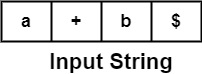 a + b $
Input String